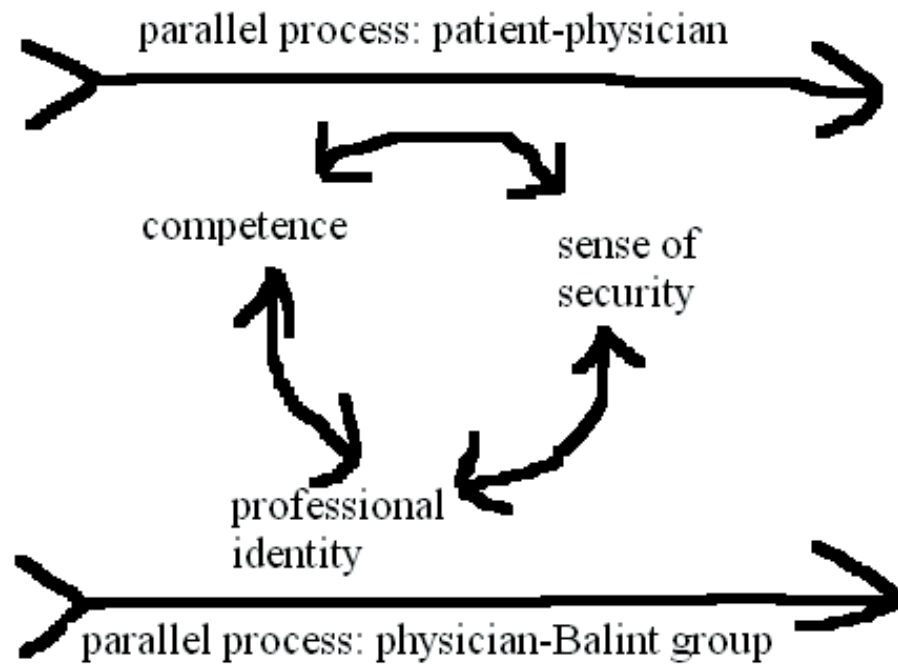 parallel process: patient-physician
competence
sense of
security
professional
identity
parallel process: physician-Balint group